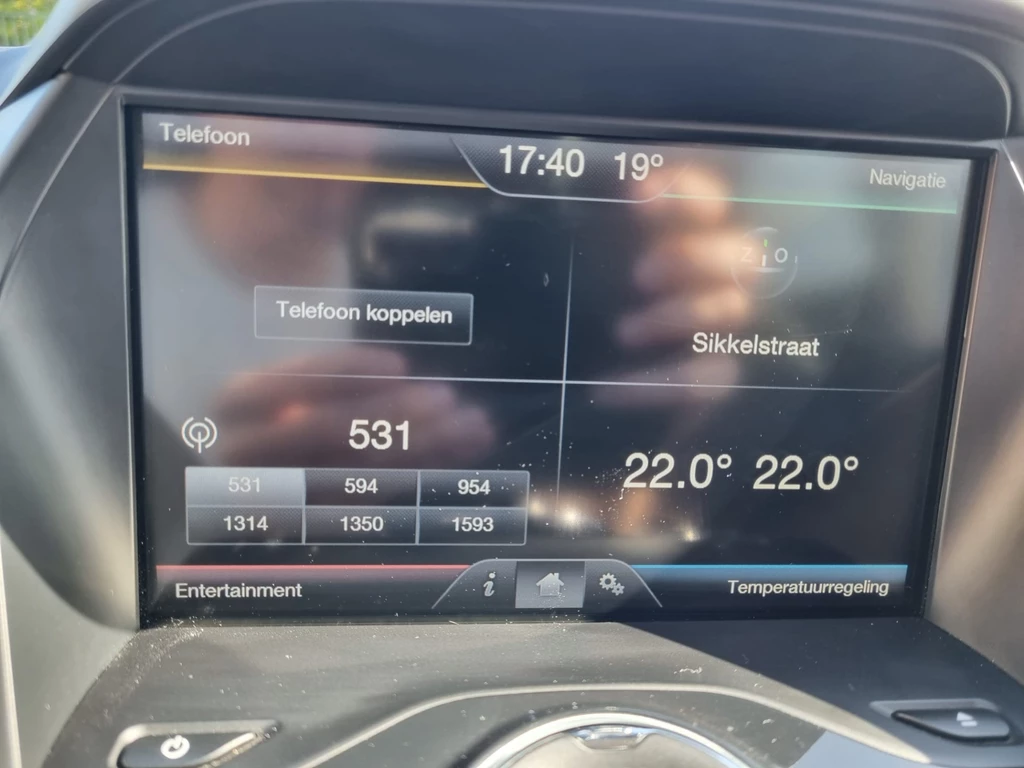 Telefoon
17:40 19°
Navigatie
Z O
Telefoon koppelen
Sikkelstraat
531
531 594 954
1314 1350 1593
22.0° 22.0°
Entertainment
i
Temperatuurregeling